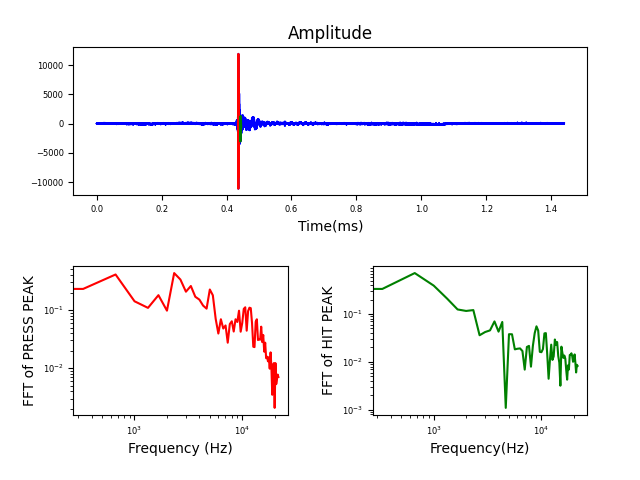 Amplitude
10000
5000
0
−5000
−10000
0.0 0.2 0.4 0.6 0.8 1.0 1.2 1.4
Time(ms)
FFT of PRESS PEAK
10⁻¹
10⁻²
10³ 10⁴
Frequency (Hz)
FFT of HIT PEAK
10⁻¹
10⁻²
10⁻³
10³ 10⁴
Frequency(Hz)